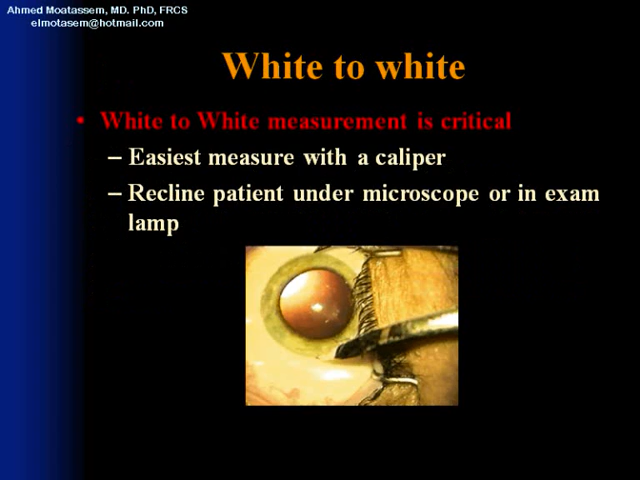 Ahmed Moatassem, MD. PhD, FRCS
elmotasem@hotmail.com
White to white
• White to White measurement is critical
– Easiest measure with a caliper
– Recline patient under microscope or in exam
lamp